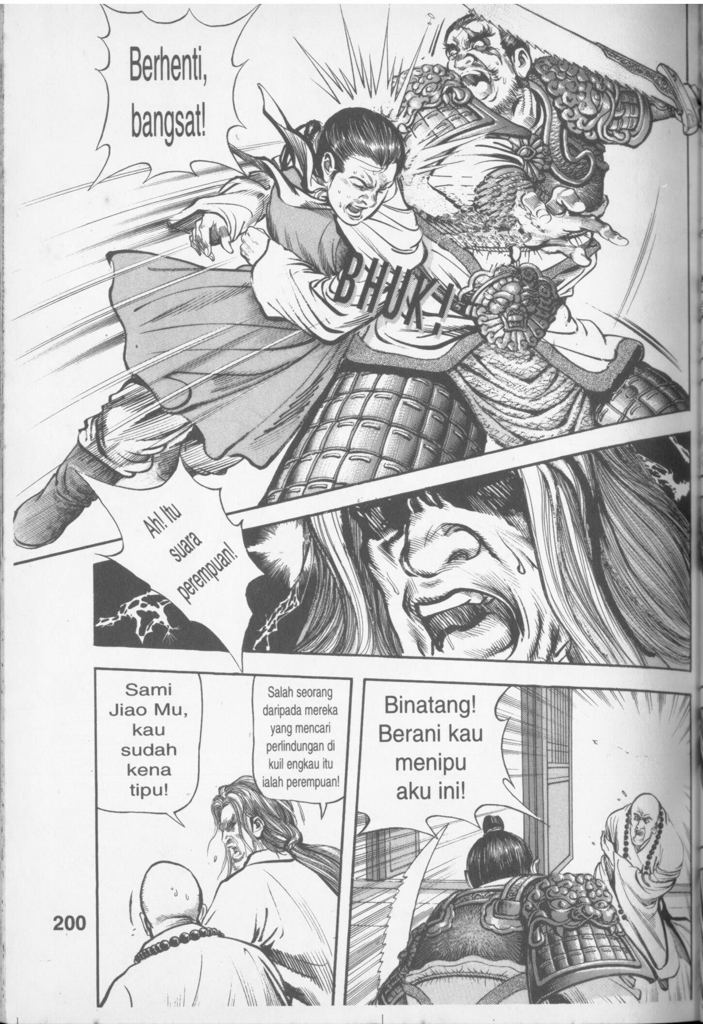 Berhenti,
bangsat!
BHUK!
Ah! Itu
suara
perempuan!
Sami
Jiao Mu,
kau
sudah
kena
tipu!
Salah seorang
daripada mereka
yang mencari
perlindungan di
kuil engkau itu
ialah perempuan!
Binatang!
Berani kau
menipu
aku ini!
200